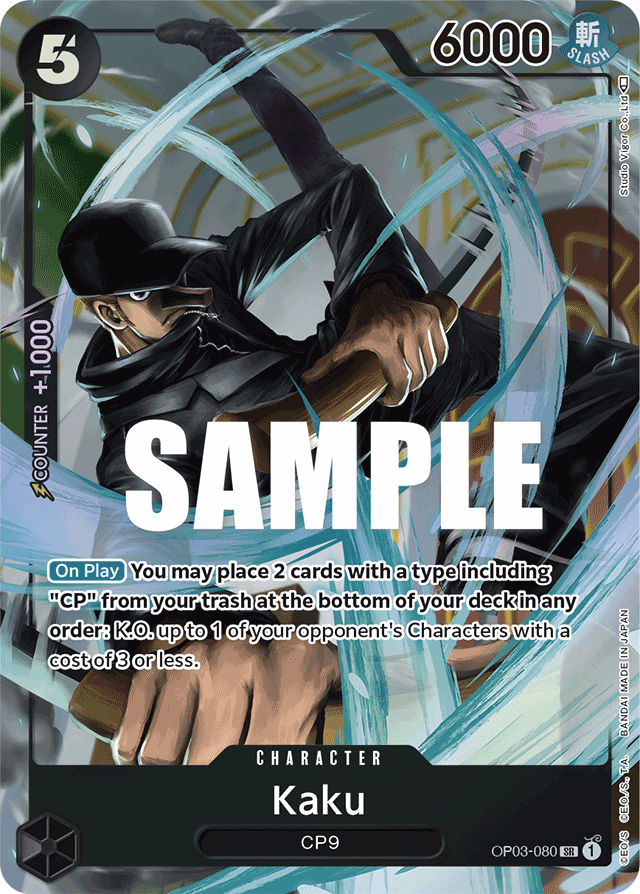 5
6000
斬
SLASH
Studio Vigor Co.,Ltd.
COUNTER +1000
SAMPLE
On Play You may place 2 cards with a type including
"CP" from your trash at the bottom of your deck in any
order: K.O. up to 1 of your opponent's Characters with a
cost of 3 or less.
©EO/S ©E.O./S., T.A. BANDAI MADE IN JAPAN
CHARACTER
Kaku
CP9
OP03-080 SR 1